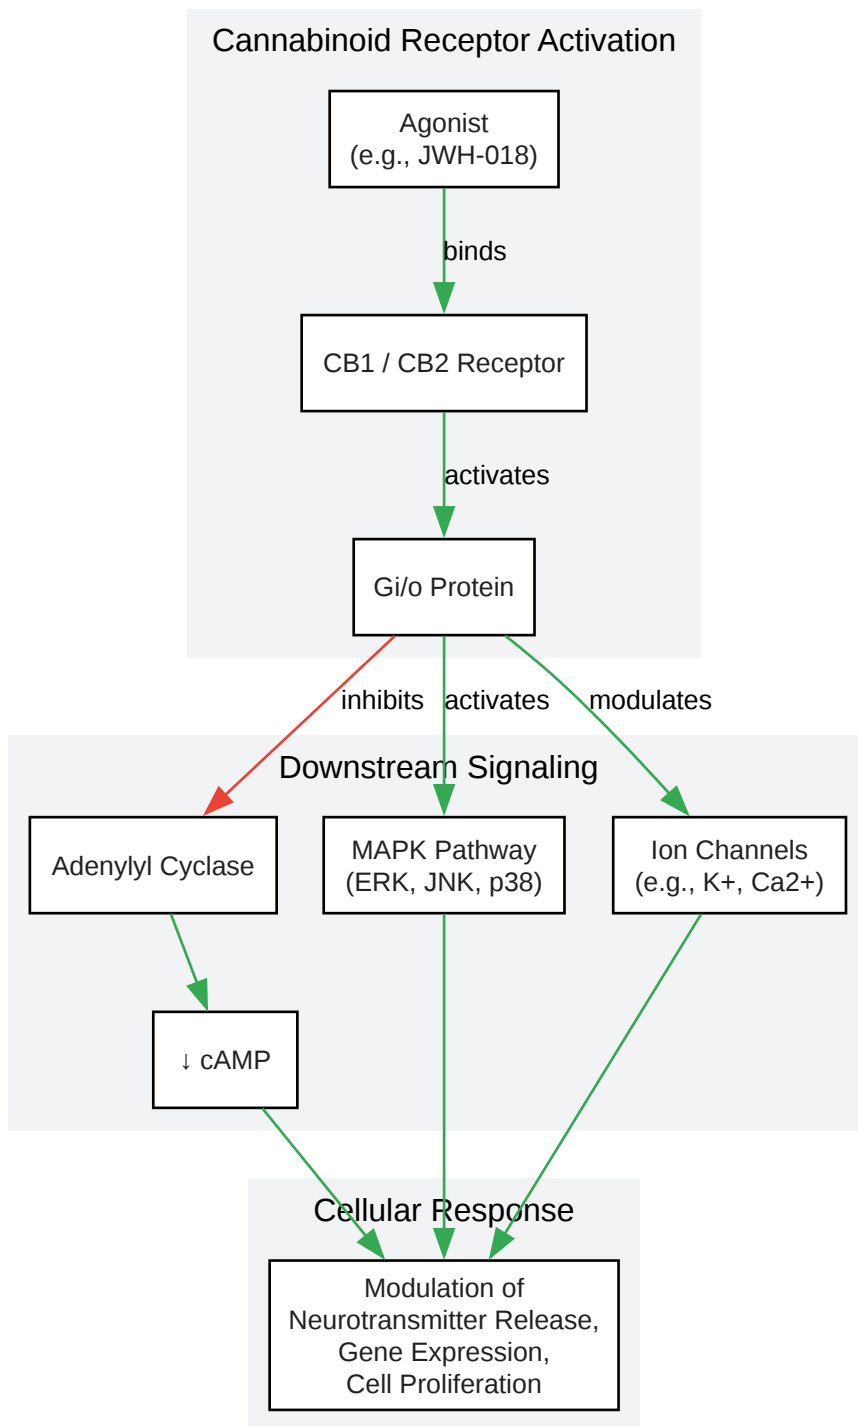 Cannabinoid Receptor Activation
Agonist
(e.g., JWH-018)
binds
CB1 / CB2 Receptor
activates
Gi/o Protein
inhibits
activates
modulates
Downstream Signaling
Adenylyl Cyclase
MAPK Pathway
(ERK, JNK, p38)
Ion Channels
(e.g., K+, Ca2+)
↓ cAMP
Cellular Response
Modulation of
Neurotransmitter Release,
Gene Expression,
Cell Proliferation